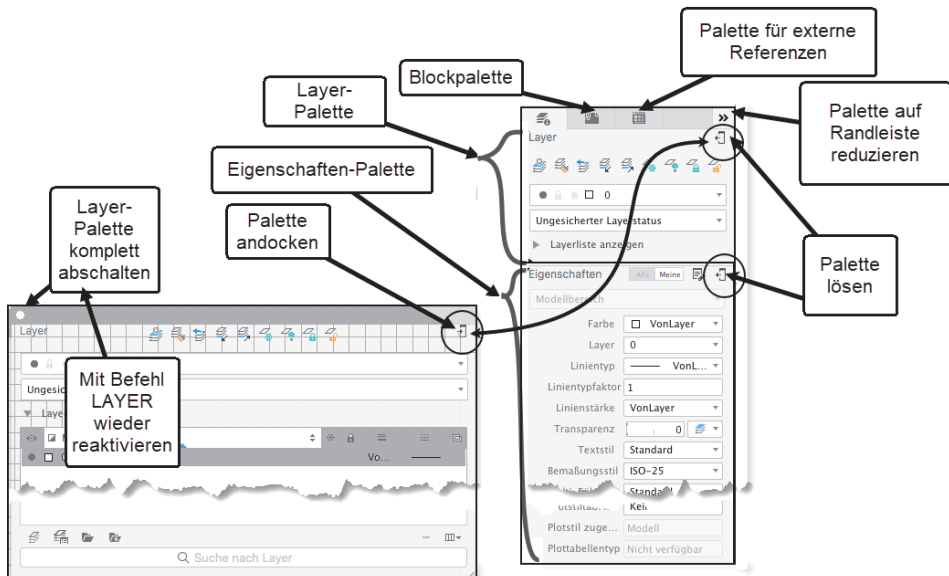 Palette für externe
Referenzen
Blockpalette
Layer-
Palette
Palette auf
Randleiste
reduzieren
Eigenschaften-Palette
Layer-
Palette
komplett
abschalten
Palette
andocken
Palette
lösen
Mit Befehl
LAYER
wieder
reaktivieren
Layer
0
Ungesicherter Layerstatus
Layerliste anzeigen
Eigenschaften
Alle
Meine
Modellbereich
Farbe VonLayer
Layer 0
Linientyp VonL...
Linientypfaktor 1
Linienstärke VonLayer
Transparenz 0
Textstil Standard
Bemaßungsstil ISO-25
Standard
Plotstil zuge... Modell
Plottabellentyp Nicht verfügbar
Layer
Vo...
Suche nach Layer